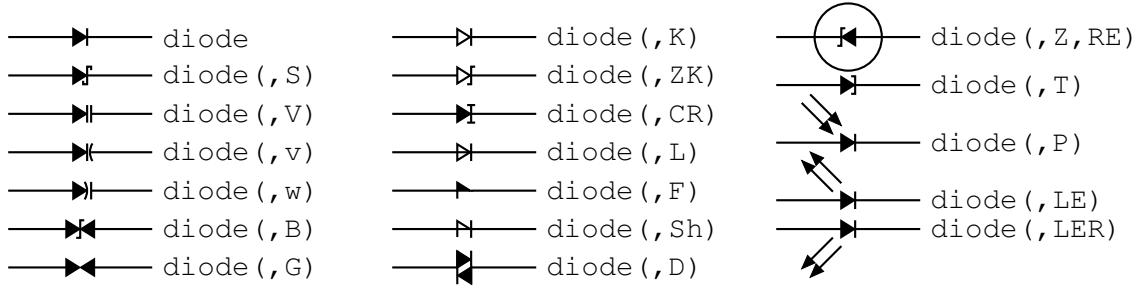 diode
diode(,S)
diode(,V)
diode(,v)
diode(,w)
diode(,B)
diode(,G)
diode(,K)
diode(,ZK)
diode(,CR)
diode(,L)
diode(,F)
diode(,Sh)
diode(,D)
diode(,Z,RE)
diode(,T)
diode(,P)
diode(,LE)
diode(,LER)